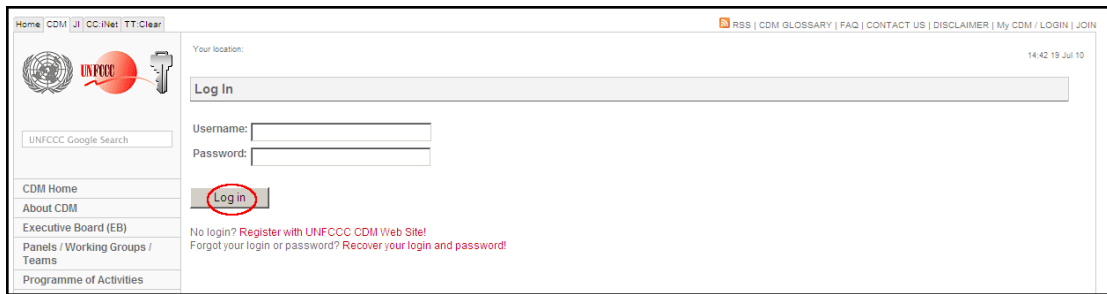 Home CDM JI CC:iNet TT:Clear
RSS | CDM GLOSSARY | FAQ | CONTACT US | DISCLAIMER | My CDM / LOGIN | JOIN
UNFCCC
Your location:
14:42 19 Jul 10
Log In
UNFCCC Google Search
Username:
Password:
Log in
No login? Register with UNFCCC CDM Web Site!
Forgot your login or password? Recover your login and password!
CDM Home
About CDM
Executive Board (EB)
Panels / Working Groups /
Teams
Programme of Activities